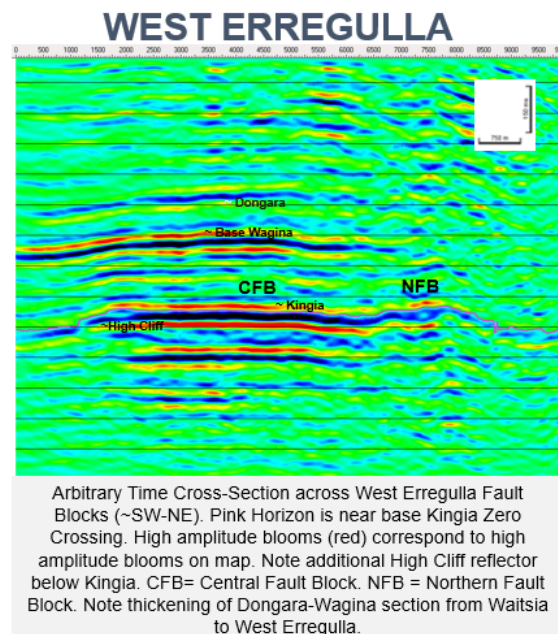 WEST ERREGULLA
0 500 1000 1500 2000 2500 3000 3500 4000 4500 5000 5500 6000 6500 7000 7500 8000 8500 9000 9500
150 ms
750 m
~ Dongara
~ Base Wagina
CFB
NFB
~ Kingia
~High Cliff
Arbitrary Time Cross-Section across West Erregulla Fault
Blocks (~SW-NE). Pink Horizon is near base Kingia Zero
Crossing. High amplitude blooms (red) correspond to high
amplitude blooms on map. Note additional High Cliff reflector
below Kingia. CFB= Central Fault Block. NFB = Northern Fault
Block. Note thickening of Dongara-Wagina section from Waitsia
to West Erregulla.